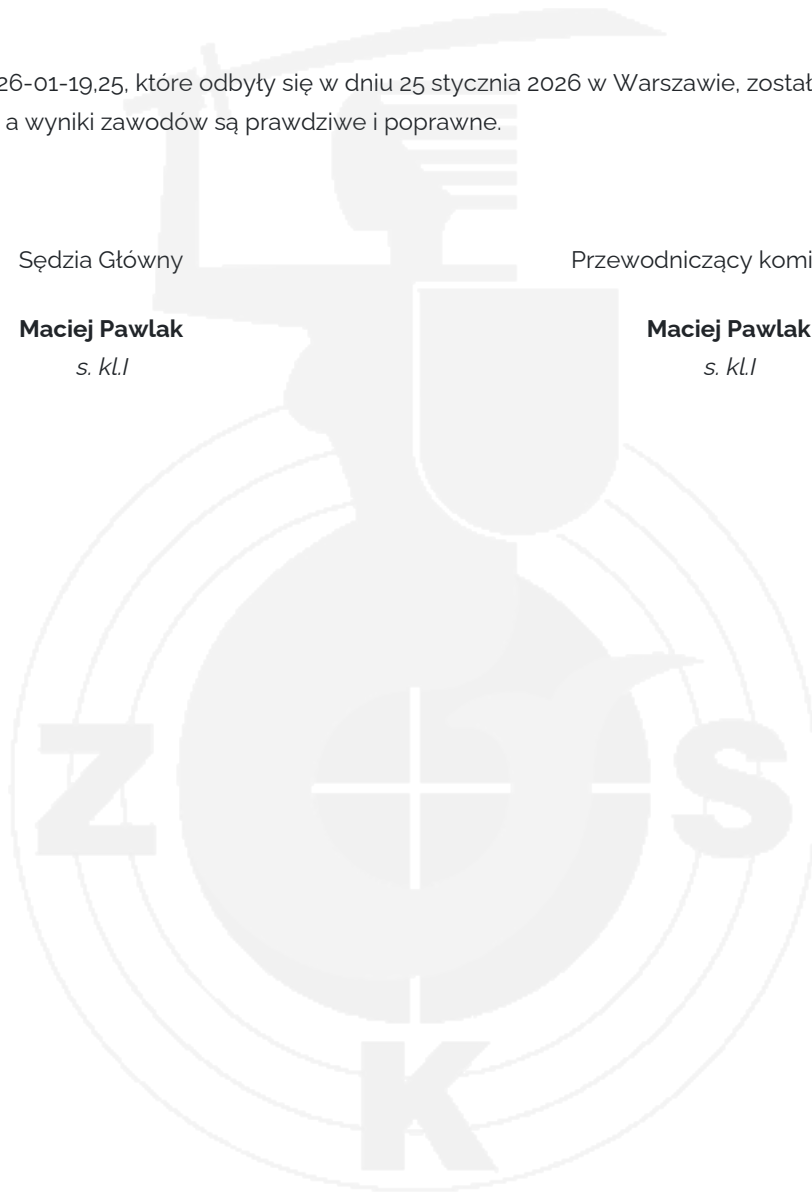 26-01-19,25, które odbyły się w dniu 25 stycznia 2026 w Warszawie, został
a wyniki zawodów są prawdziwe i poprawne.
Sędzia Główny Przewodniczący komi
Maciej Pawlak Maciej Pawlak
s. kl.I s. kl.I
Z S
K